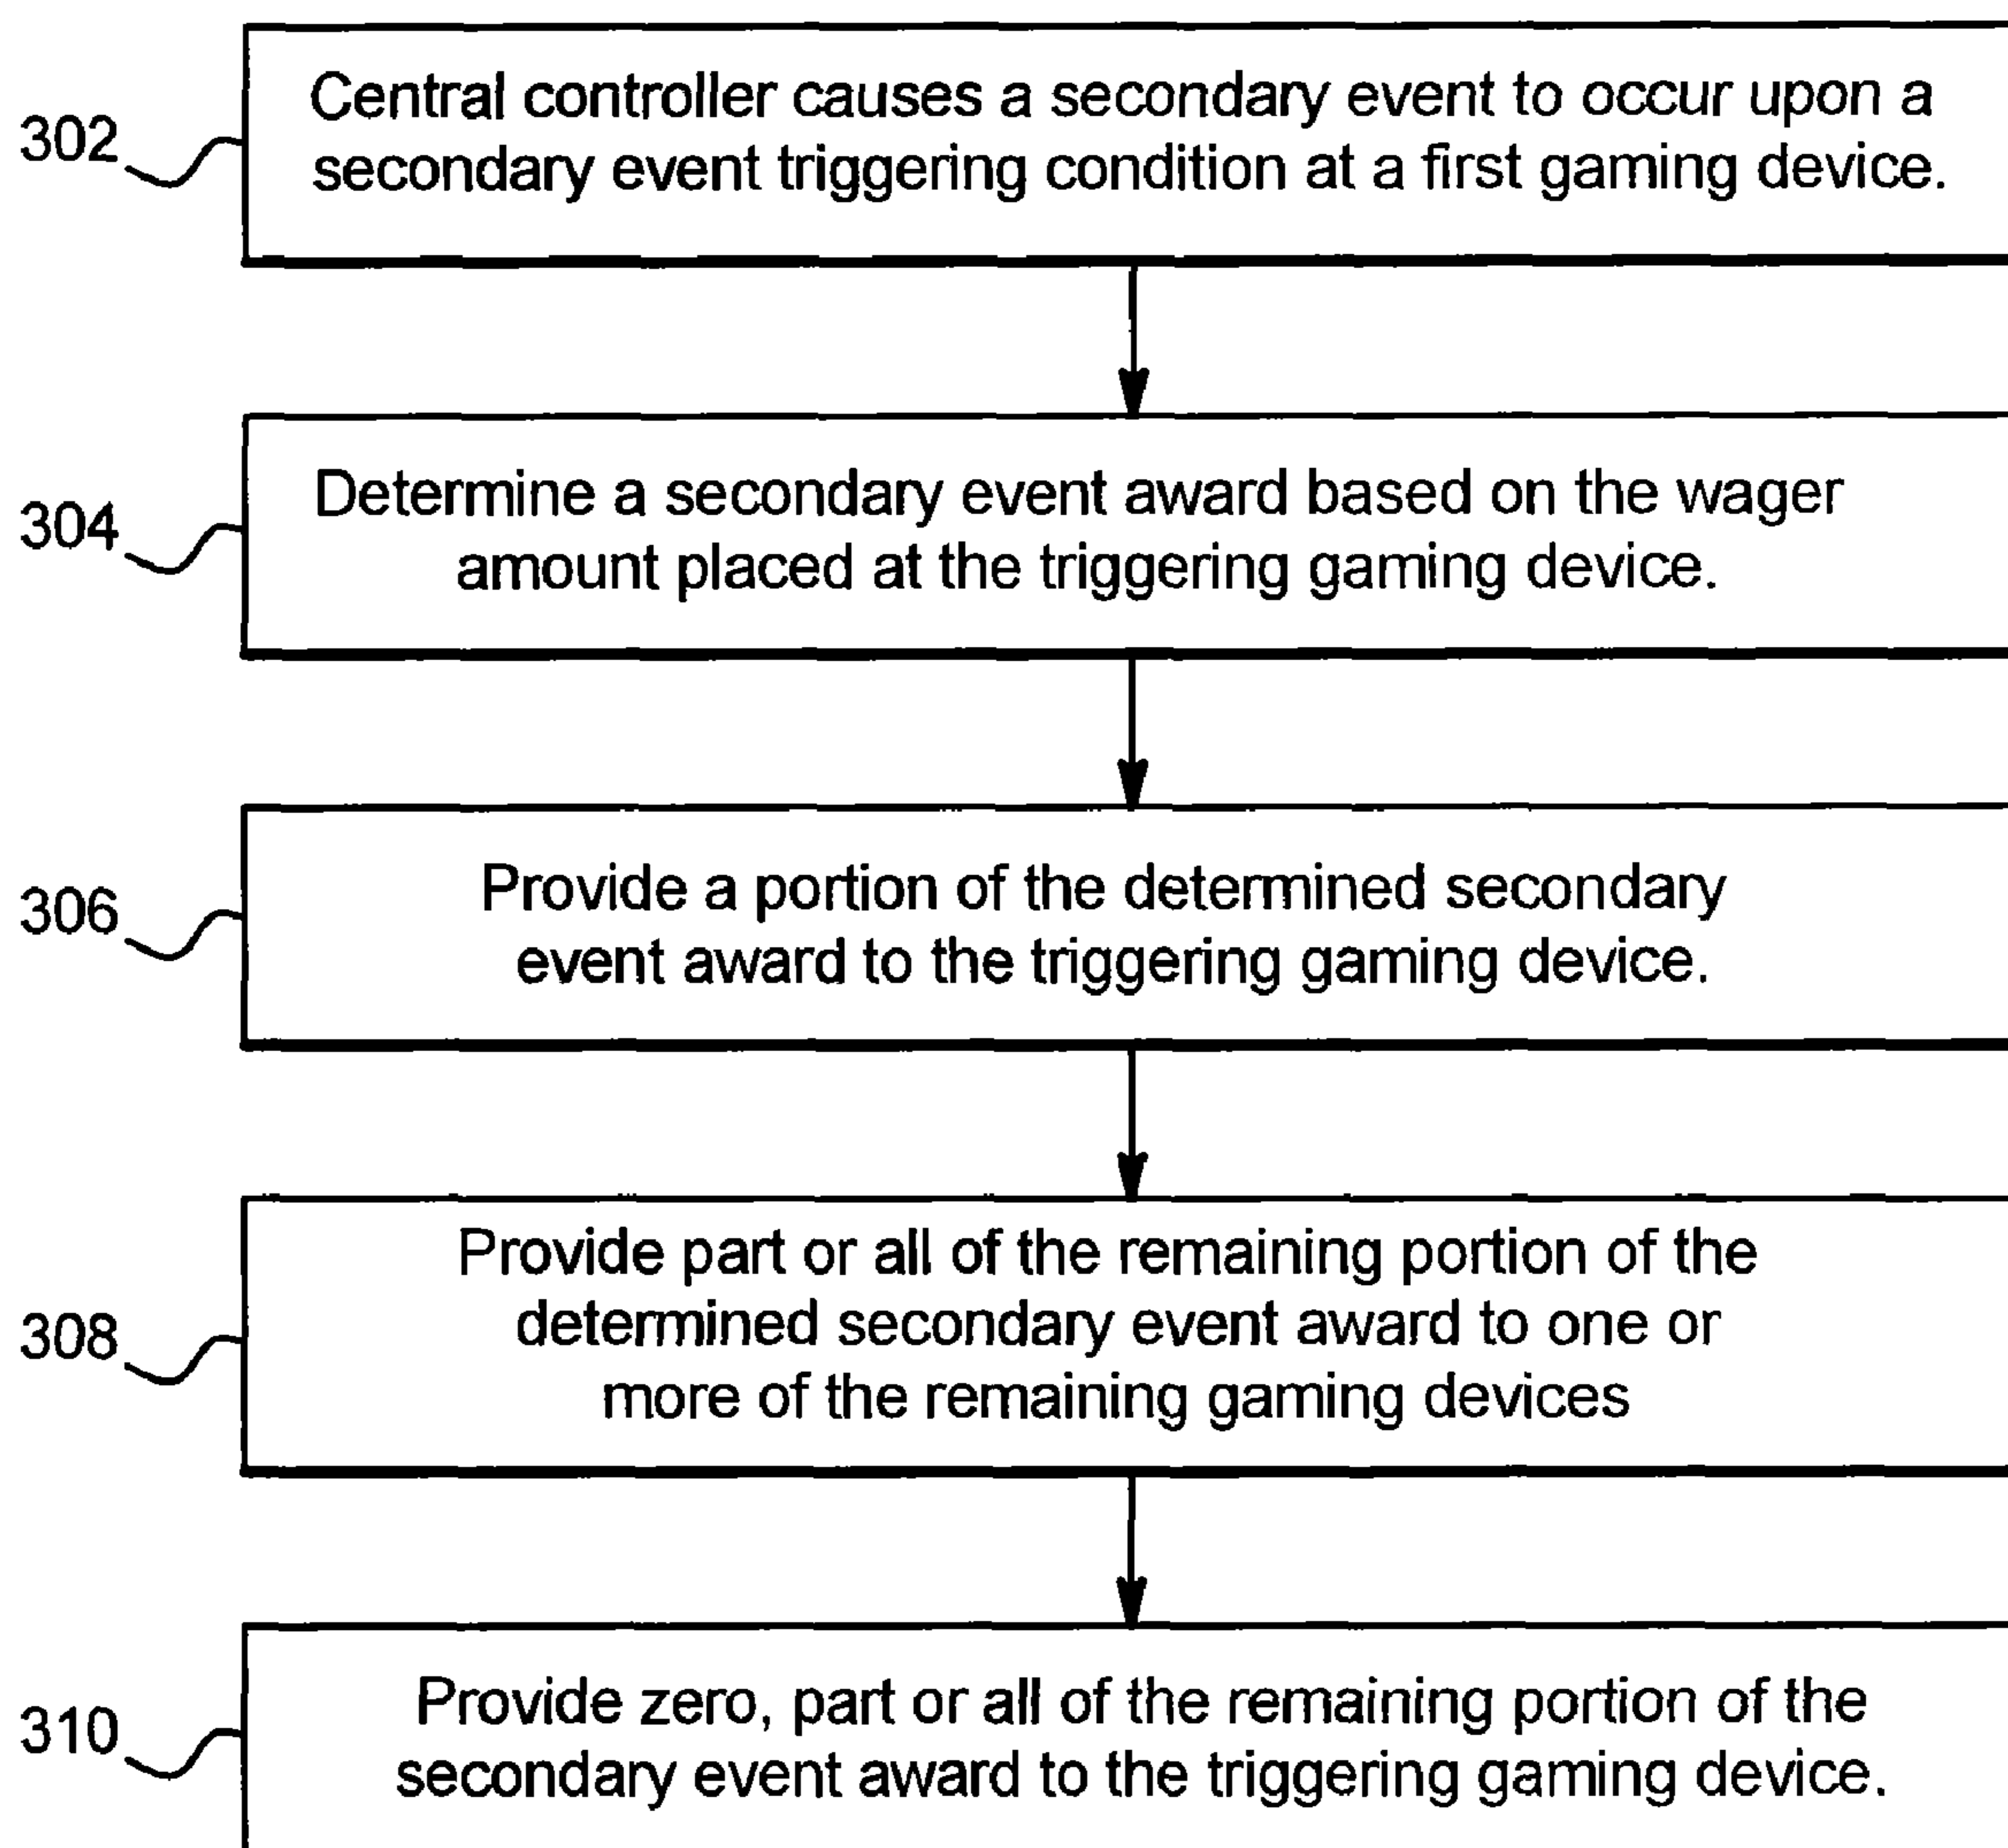 302
Central controller causes a secondary event to occur upon a
secondary event triggering condition at a first gaming device.
304
Determine a secondary event award based on the wager
amount placed at the triggering gaming device.
306
Provide a portion of the determined secondary
event award to the triggering gaming device.
308
Provide part or all of the remaining portion of the
determined secondary event award to one or
more of the remaining gaming devices
310
Provide zero, part or all of the remaining portion of the
secondary event award to the triggering gaming device.